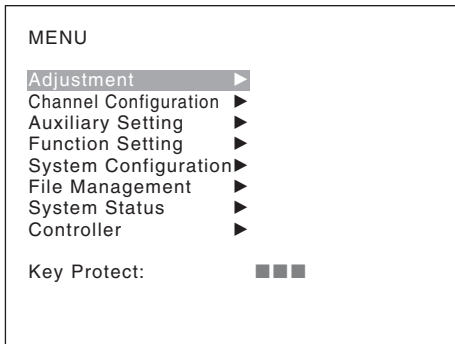 MENU
Adjustment ▶
Channel Configuration ▶
Auxiliary Setting ▶
Function Setting ▶
System Configuration▶
File Management ▶
System Status ▶
Controller ▶
Key Protect: ■■■